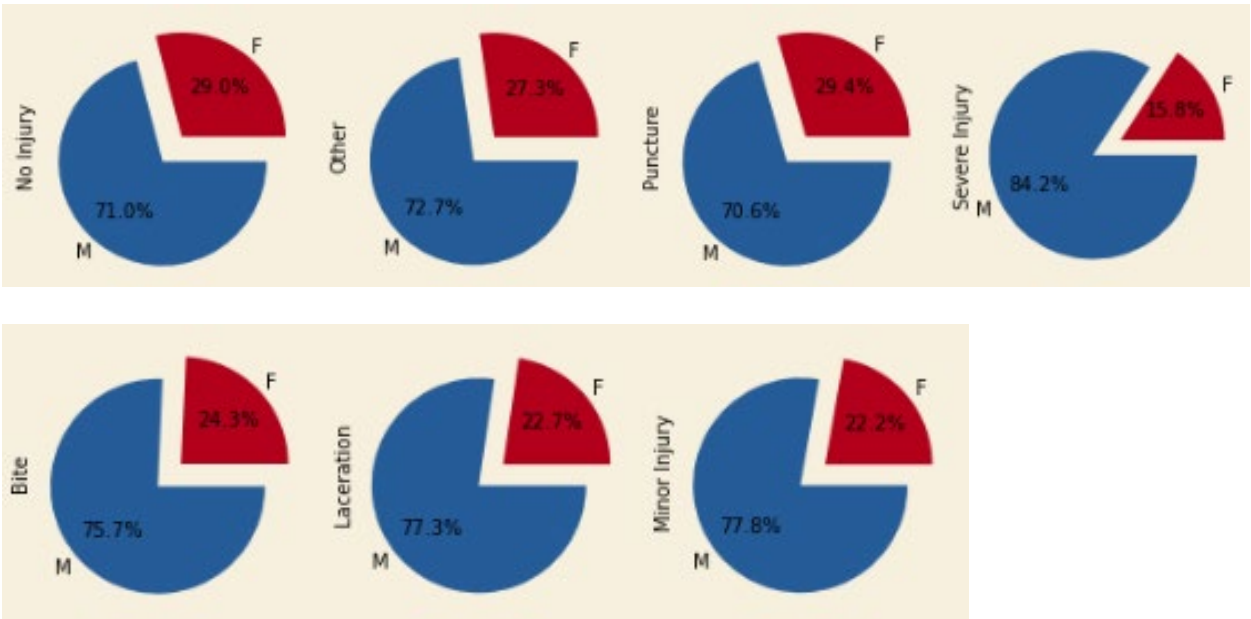 No Injury
F
29.0%
71.0%
M
Other
F
27.3%
72.7%
M
Puncture
F
29.4%
70.6%
M
Severe Injury
F
15.8%
84.2%
M
Bite
F
24.3%
75.7%
M
Laceration
F
22.7%
77.3%
M
Minor Injury
F
22.2%
77.8%
M